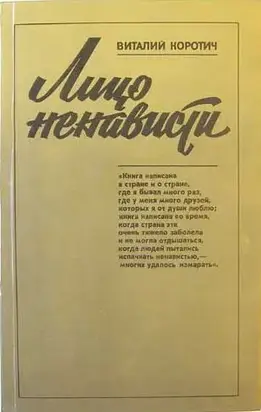 ВИТАЛИЙ КОРОТИЧ
Лицо
ненависти
«Книга написана
в стране и о стране,
где я бывал много раз,
где у меня много друзей,
которых я от души люблю;
книга написана во время,
когда страна эта
очень тяжело заболела
и не могла отдышаться,
когда людей пытались
испачкать ненавистью,—
многих удалось измарать».